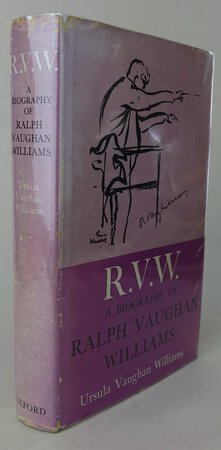 R.V.W.
A
BIOGRAPHY
OF
RALPH
VAUGHAN
WILLIAMS
Ursula
Vaughan
Williams
OXFORD
R.V.W.
A BIOGRAPHY OF
RALPH VAUGHAN
WILLIAMS
Ursula Vaughan Williams